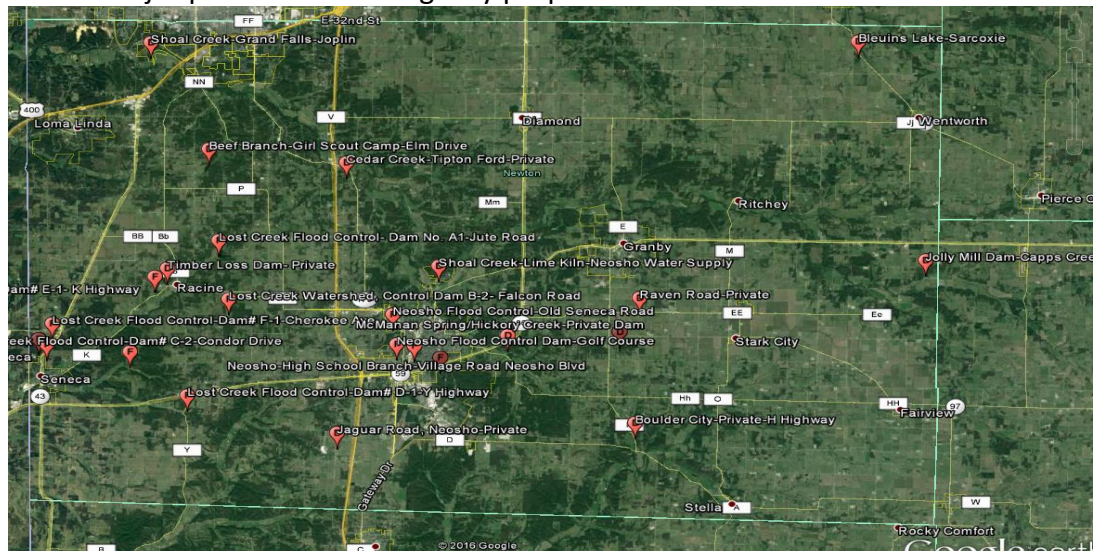 FF
E 32nd St
Shoal Creek-Grand Falls-Joplin
Bleuins Lake-Sarcoxie
NN
400
V
Loma Linda
Diamond
Jj
Wentworth
Beef Branch-Girl Scout Camp-Elm Drive
Cedar Creek-Tipton Ford-Private
Newton
P
Mm
Ritchey
Pierce C
E
BB
Bb
Lost Creek Flood Control- Dam No. A1-Jute Road
Granby
M
Timber Loss Dam- Private
Shoal Creek-Lime Kiln-Neosho Water Supply
Jolly Mill Dam-Capps Cree
F
D
Dam# E-1- K Highway
Racine
Lost Creek Watershed, Control Dam B-2- Falcon Road
Raven Road-Private
Neosho Flood Control-Old Seneca Road
EE
Ee
Lost Creek Flood Control-Dam# F-1-Cherokee Ave
McManan Spring/Hickory Creek-Private Dam
D
D
eek Flood Control-Dam# C-2-Condor Drive
Neosho Flood Control Dam-Golf Course
Stark City
eca
K
F
F
Neosho-High School Branch-Village Road Neosho Blvd
Seneca
59
43
Lost Creek Flood Control-Dam# D-1-Y Highway
Hh
O
HH
Fairview
97
Boulder City-Private-H Highway
Jaguar Road, Neosho-Private
D
Y
Gateway Dr
Stella
A
W
Rocky Comfort
B
C
© 2016 Google